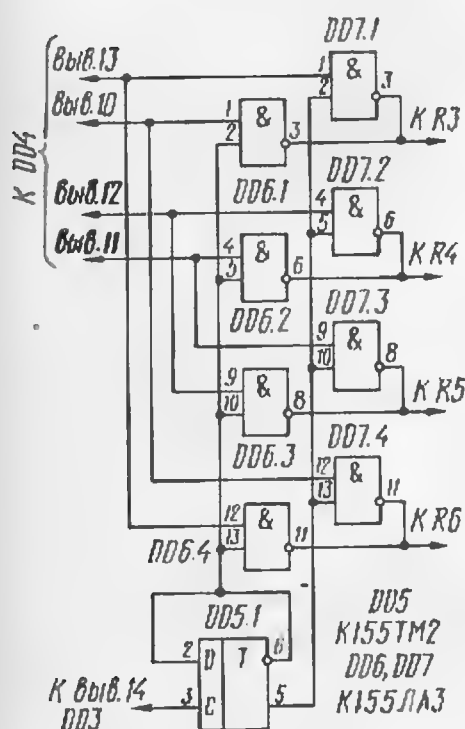 DD7.1
К DD4
Выв.13
1 & 3
2
Выв.10
К R3
1 & 3
2
DD7.2
Выв.12
DD6.1
4 & 6
5
Выв.11
4 & 6
5
К R4
DD6.2
DD7.3
9 & 8
10
9 & 8
10
К R5
DD6.3
DD7.4
12 & 11
13
12 & 11
13
К R6
DD6.4
DD5.1
2 D T 6
К выв.14
DD3
3 C 5
DD5
К155ТМ2
DD6, DD7
К155ЛА3